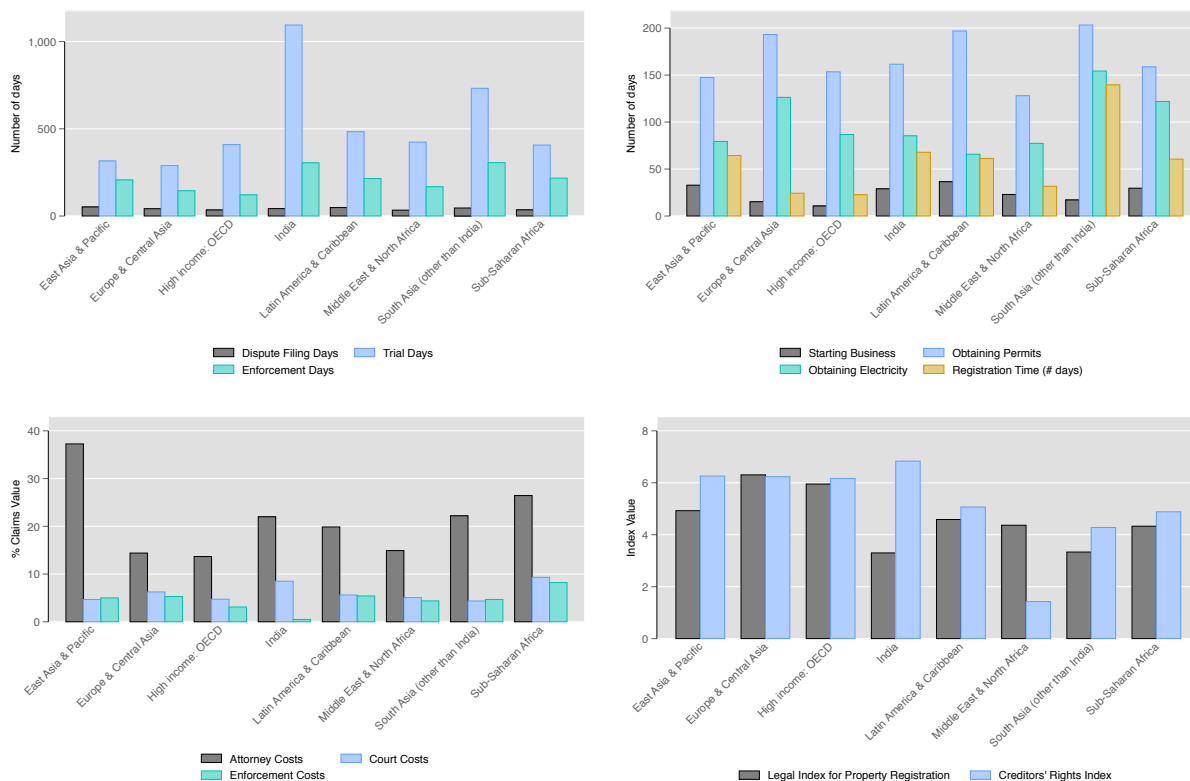 Number of days
1,000
500
0
East Asia & Pacific
Europe & Central Asia
High income: OECD
India
Latin America & Caribbean
Middle East & North Africa
South Asia (other than India)
Sub-Saharan Africa
Dispute Filing Days
Trial Days
Enforcement Days
Number of days
200
150
100
50
0
East Asia & Pacific
Europe & Central Asia
High income: OECD
India
Latin America & Caribbean
Middle East & North Africa
South Asia (other than India)
Sub-Saharan Africa
Starting Business
Obtaining Permits
Obtaining Electricity
Registration Time (# days)
% Claims Value
40
30
20
10
0
East Asia & Pacific
Europe & Central Asia
High income: OECD
India
Latin America & Caribbean
Middle East & North Africa
South Asia (other than India)
Sub-Saharan Africa
Attorney Costs
Court Costs
Enforcement Costs
Index Value
8
6
4
2
0
East Asia & Pacific
Europe & Central Asia
High income: OECD
India
Latin America & Caribbean
Middle East & North Africa
South Asia (other than India)
Sub-Saharan Africa
Legal Index for Property Registration
Creditors' Rights Index